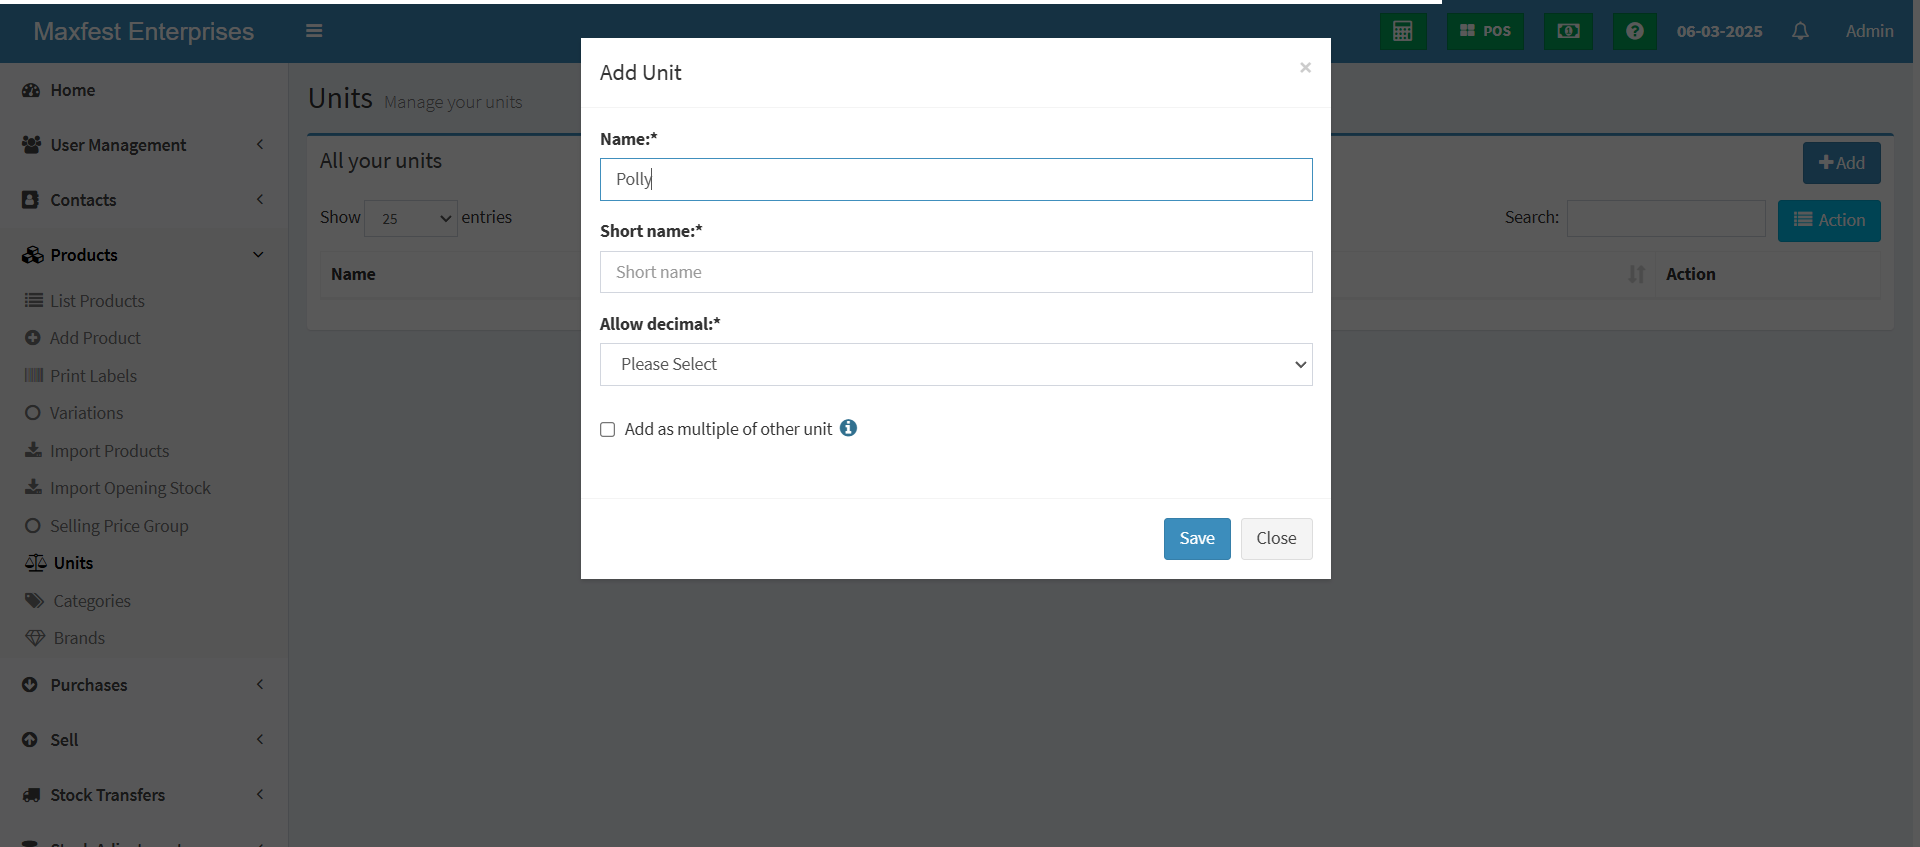 Maxfest Enterprises
POS
06-03-2025
Admin
Home
User Management
Contacts
Products
List Products
Add Product
Print Labels
Variations
Import Products
Import Opening Stock
Selling Price Group
Units
Categories
Brands
Purchases
Sell
Stock Transfers
Units Manage your units
All your units
+Add
Show 25 entries
Search:
Action
Name
Action
Add Unit
×
Name:*
Polly
Short name:*
Short name
Allow decimal:*
Please Select
Add as multiple of other unit
Save
Close